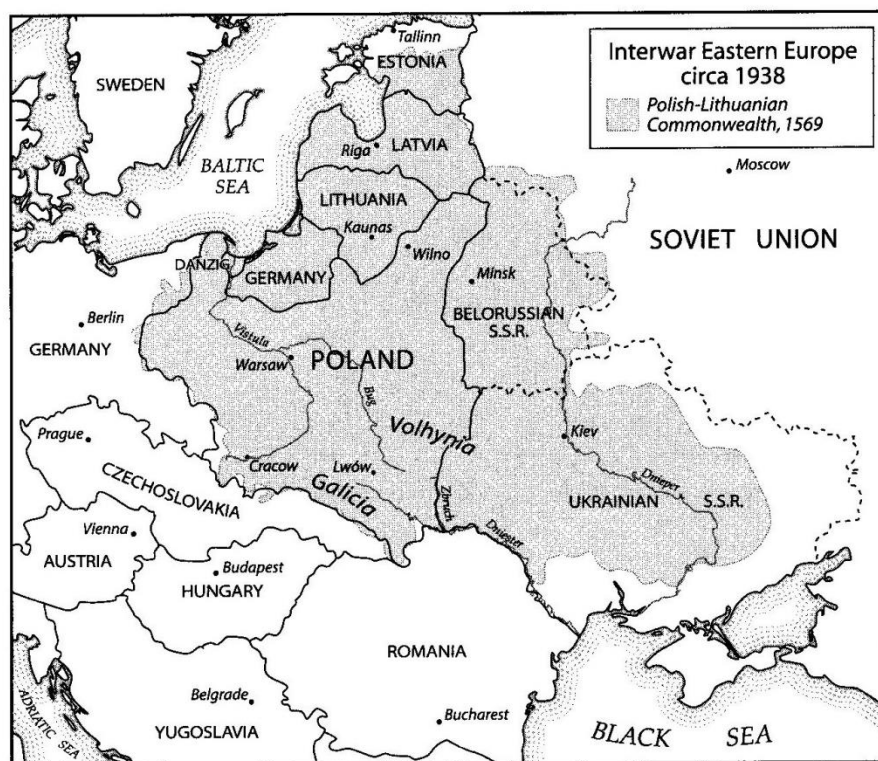 Interwar Eastern Europe
circa 1938
Polish-Lithuanian
Commonwealth, 1569
Tallinn
ESTONIA
SWEDEN
Riga
LATVIA
Moscow
BALTIC
SEA
LITHUANIA
Kaunas
Wilno
SOVIET UNION
DANZIG
GERMANY
Minsk
BELORUSSIAN
S.S.R.
Berlin
GERMANY
Vistula
Warsaw
POLAND
Bug
Volhynia
Kiev
Prague
Cracow
Lwów
Galicia
Zbruch
Dnieper
UKRAINIAN S.S.R.
CZECHOSLOVAKIA
Dniester
Vienna
AUSTRIA
Budapest
HUNGARY
ROMANIA
Belgrade
Bucharest
ADRIATIC SEA
YUGOSLAVIA
BLACK SEA